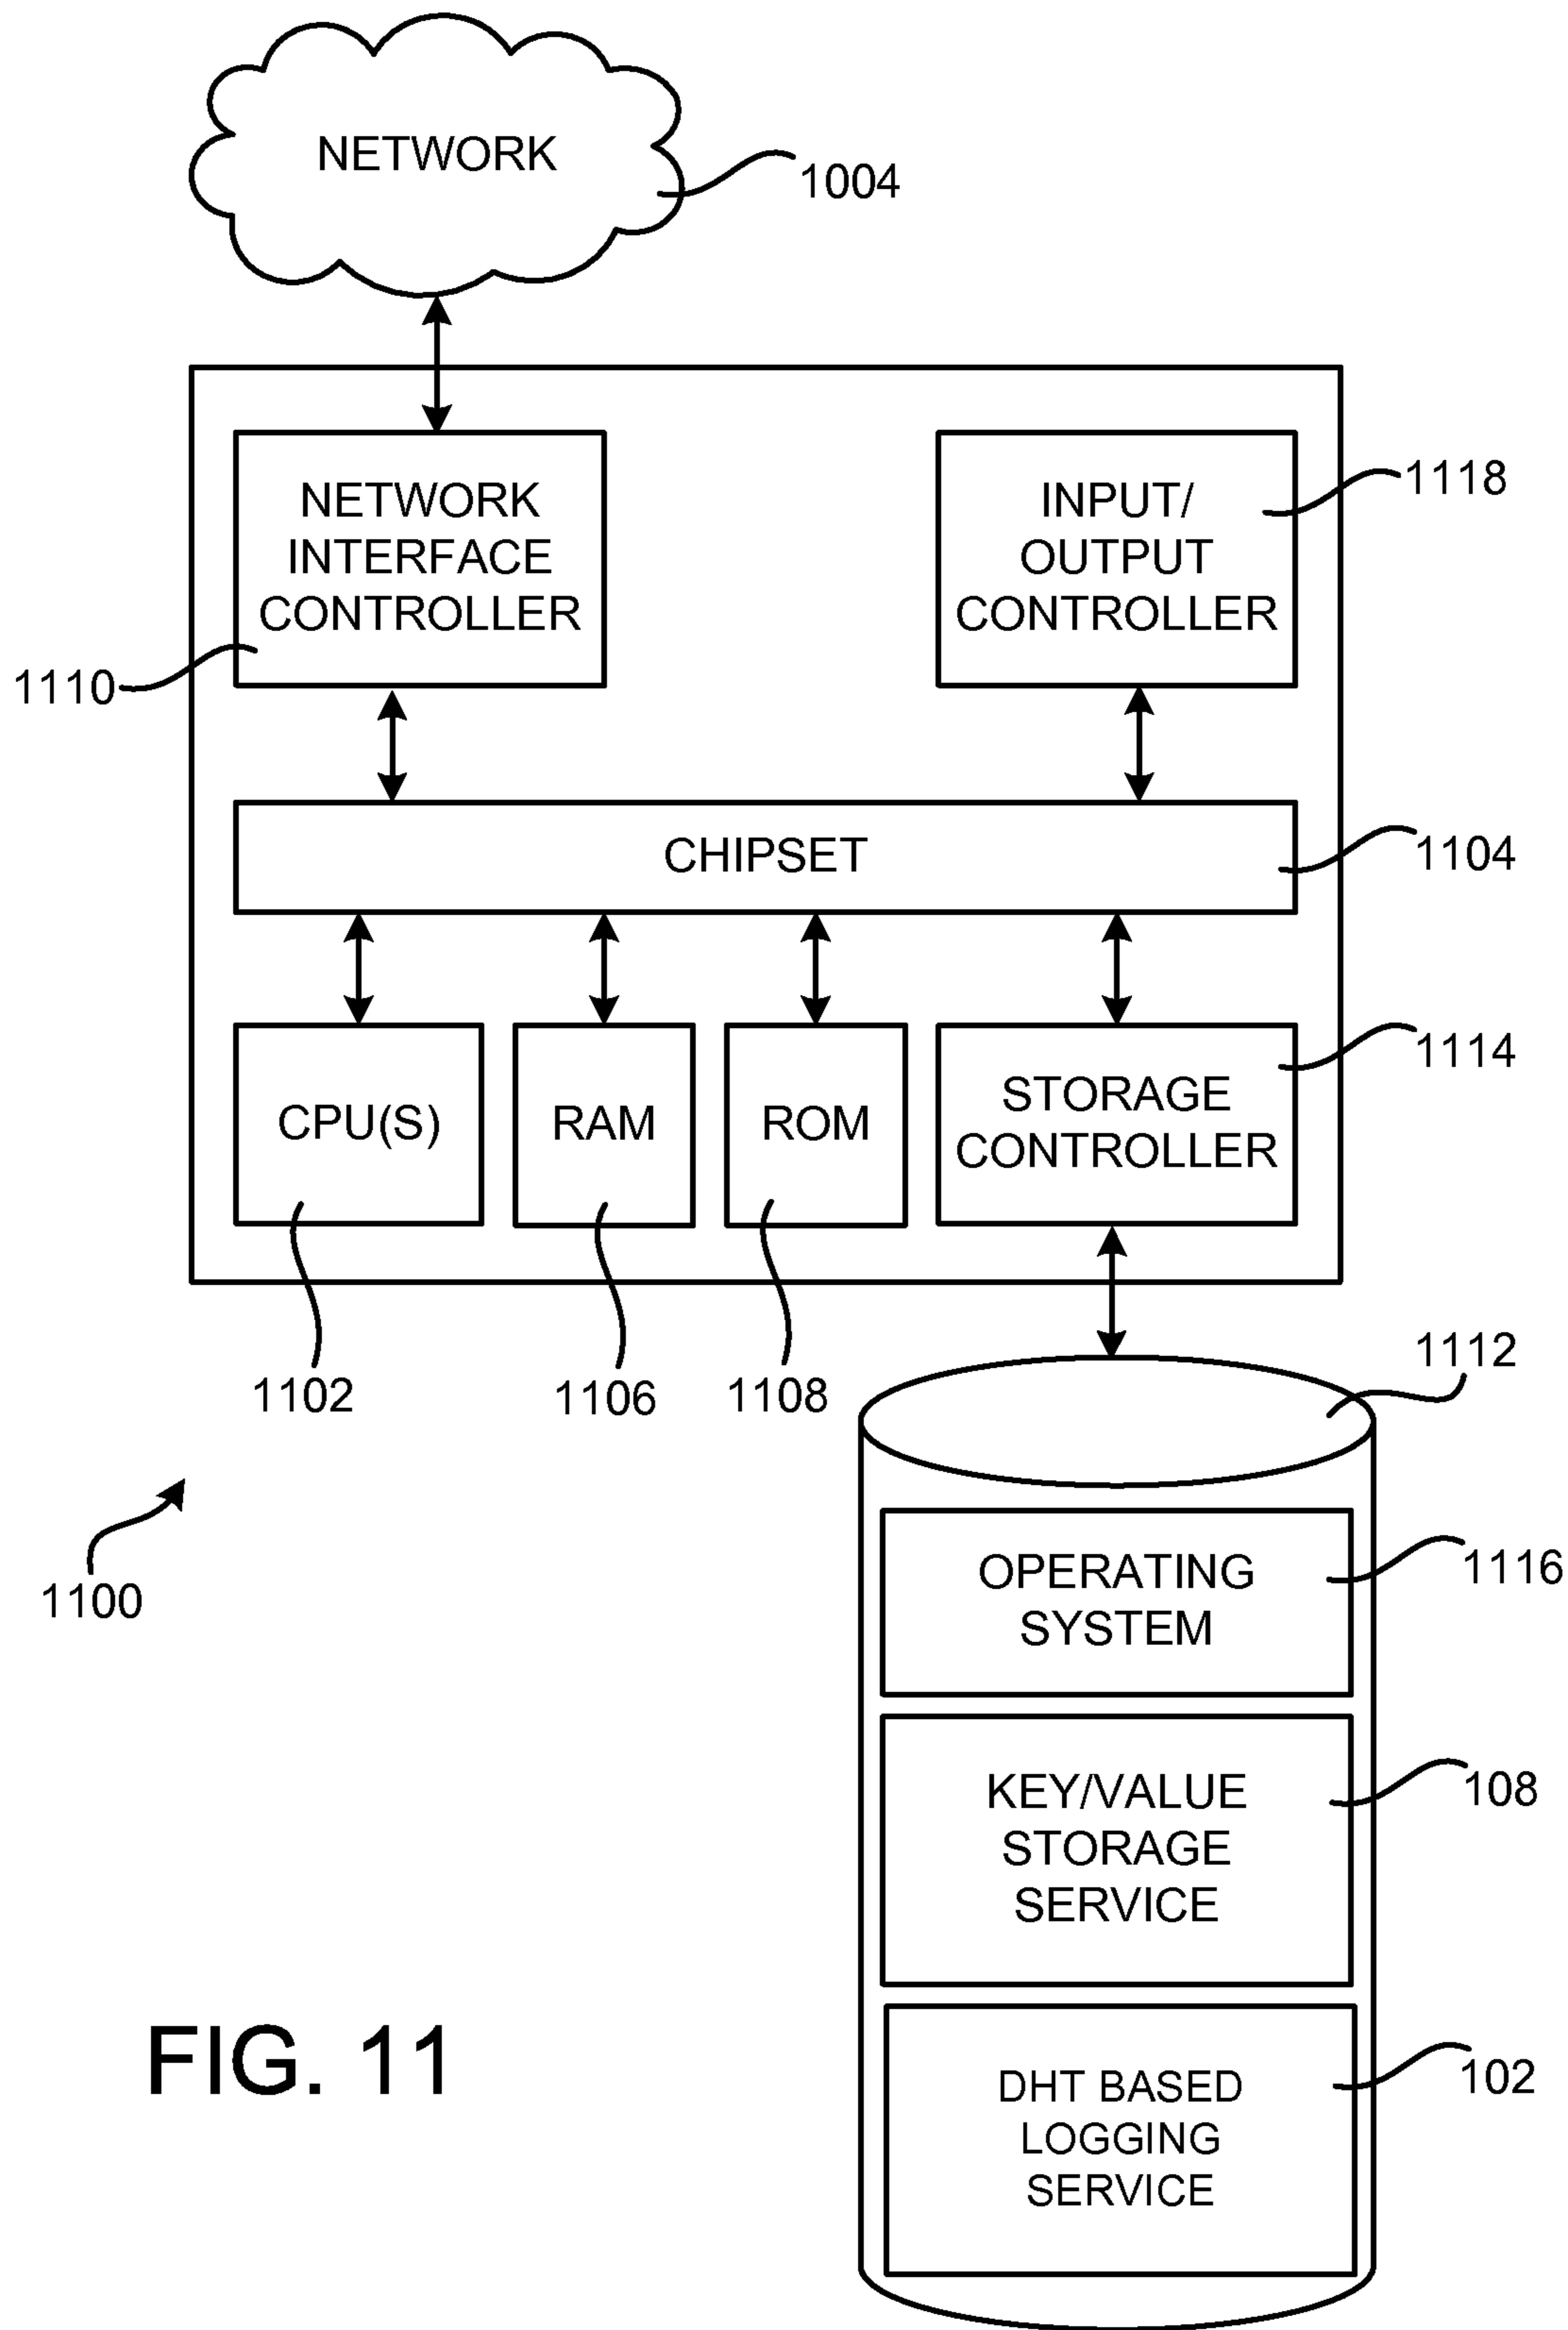 NETWORK
1004
NETWORK
INTERFACE
CONTROLLER
1110
INPUT/
OUTPUT
CONTROLLER
1118
CHIPSET
1104
CPU(S)
RAM
ROM
STORAGE
CONTROLLER
1114
1102
1106
1108
1112
1100
OPERATING
SYSTEM
1116
KEY/VALUE
STORAGE
SERVICE
108
DHT BASED
LOGGING
SERVICE
102
FIG. 11